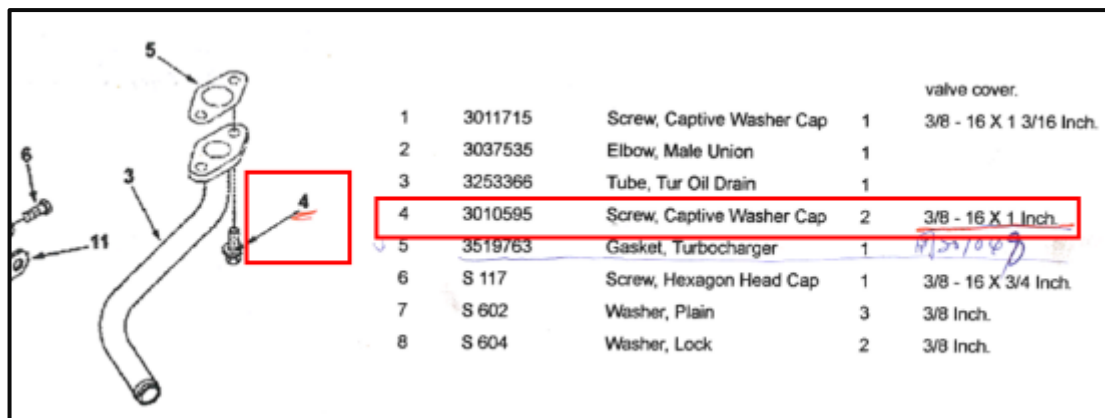 5
6
3
4
11
valve cover.
1 3011715 Screw, Captive Washer Cap 1 3/8 - 16 X 1 3/16 Inch.
2 3037535 Elbow, Male Union 1
3 3253366 Tube, Tur Oil Drain 1
4 3010595 Screw, Captive Washer Cap 2 3/8 - 16 X 1 Inch.
5 3519763 Gasket, Turbocharger 1
6 S 117 Screw, Hexagon Head Cap 1 3/8 - 16 X 3/4 Inch.
7 S 602 Washer, Plain 3 3/8 Inch.
8 S 604 Washer, Lock 2 3/8 Inch.